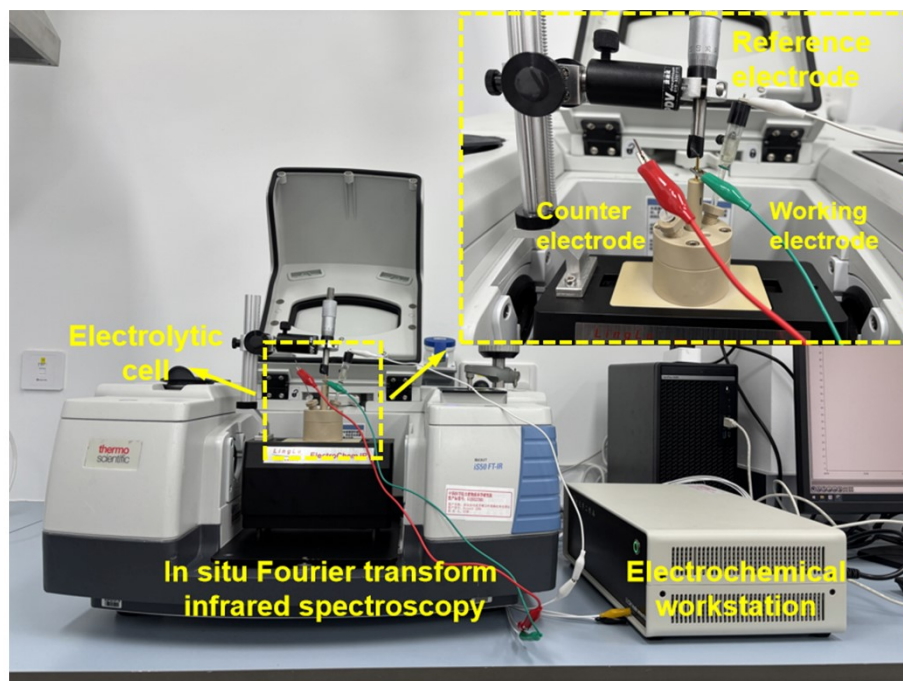 Reference
electrode
Counter
electrode
Working
electrode
Electrolytic
cell
thermo
scientific
iS50 FT-IR
In situ Fourier transform
infrared spectroscopy
Electrochemical
workstation